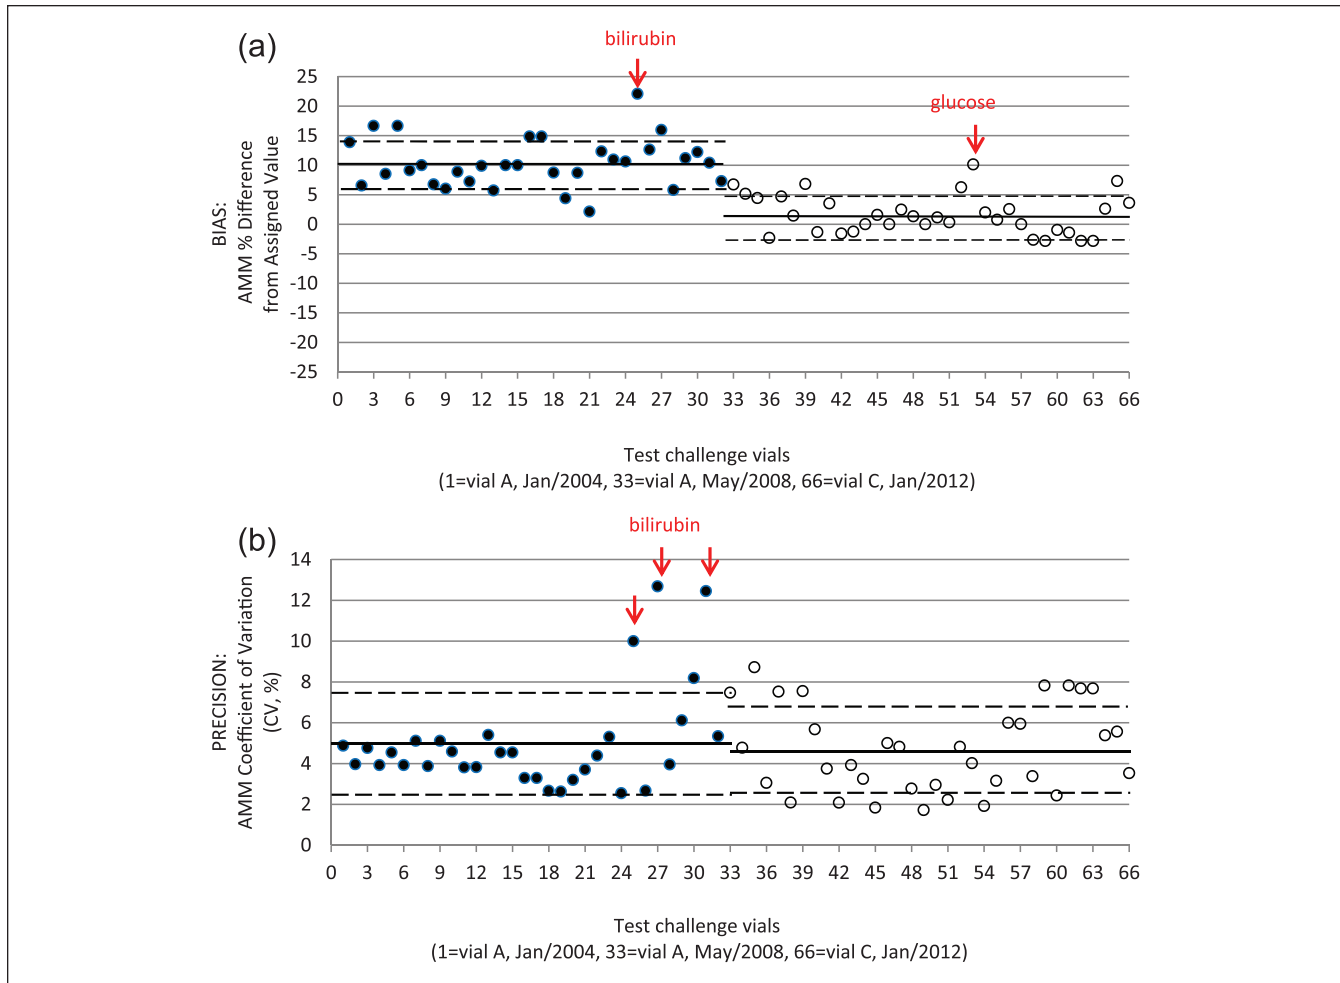 (a)
bilirubin
glucose
BIAS:
AMM % Difference
from Assigned Value
25
20
15
10
5
0
-5
-10
-15
-20
-25
0 3 6 9 12 15 18 21 24 27 30 33 36 39 42 45 48 51 54 57 60 63 66
Test challenge vials
(1=vial A, Jan/2004, 33=vial A, May/2008, 66=vial C, Jan/2012)
(b)
bilirubin
PRECISION:
AMM Coefficient of Variation
(CV, %)
14
12
10
8
6
4
2
0
0 3 6 9 12 15 18 21 24 27 30 33 36 39 42 45 48 51 54 57 60 63 66
Test challenge vials
(1=vial A, Jan/2004, 33=vial A, May/2008, 66=vial C, Jan/2012)